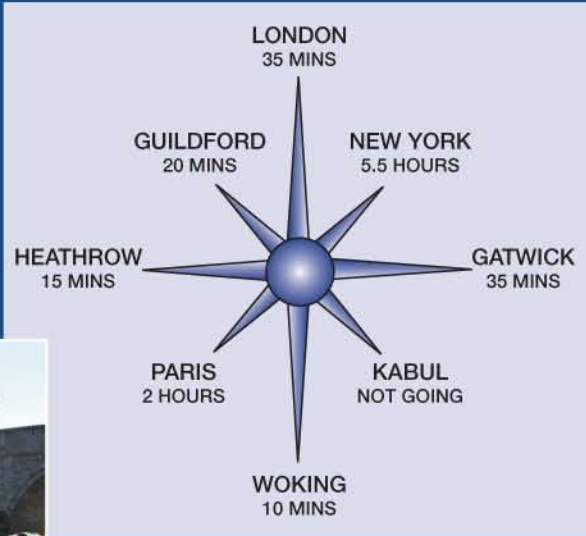 LONDON
35 MINS
GUILDFORD
20 MINS
NEW YORK
5.5 HOURS
HEATHROW
15 MINS
GATWICK
35 MINS
PARIS
2 HOURS
KABUL
NOT GOING
WOKING
10 MINS